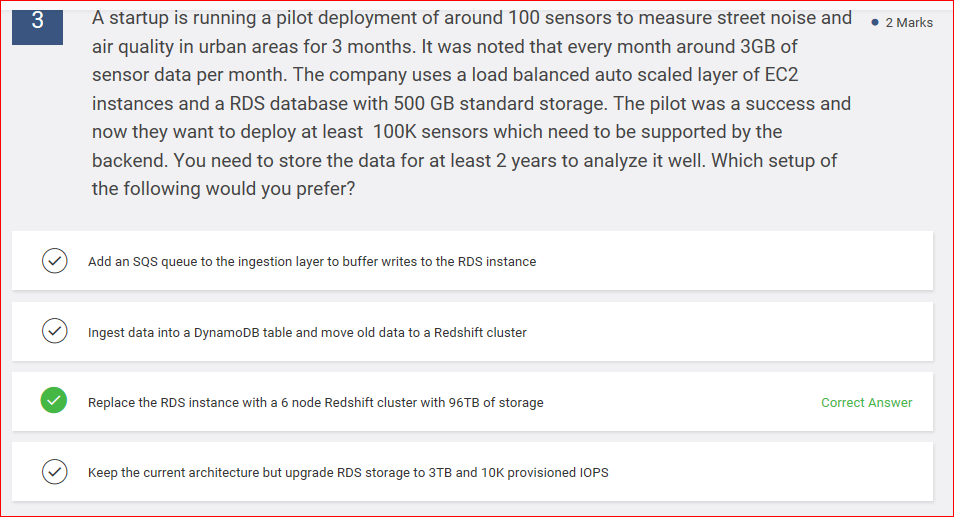 3
A startup is running a pilot deployment of around 100 sensors to measure street noise and
2 Marks
air quality in urban areas for 3 months. It was noted that every month around 3GB of
sensor data per month. The company uses a load balanced auto scaled layer of EC2
instances and a RDS database with 500 GB standard storage. The pilot was a success and
now they want to deploy at least 100K sensors which need to be supported by the
backend. You need to store the data for at least 2 years to analyze it well. Which setup of
the following would you prefer?
Add an SQS queue to the ingestion layer to buffer writes to the RDS instance
Ingest data into a DynamoDB table and move old data to a Redshift cluster
Replace the RDS instance with a 6 node Redshift cluster with 96TB of storage
Correct Answer
Keep the current architecture but upgrade RDS storage to 3TB and 10K provisioned IOPS